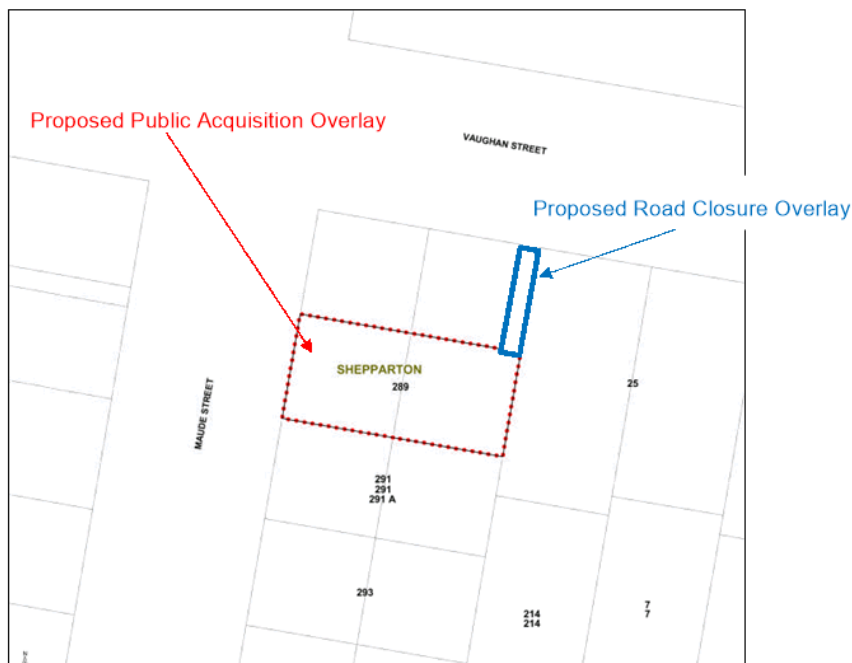 Proposed Public Acquisition Overlay
VAUGHAN STREET
Proposed Road Closure Overlay
SHEPPARTON
289
25
MAUDE STREET
291
291
291 A
293
214
214
7
7